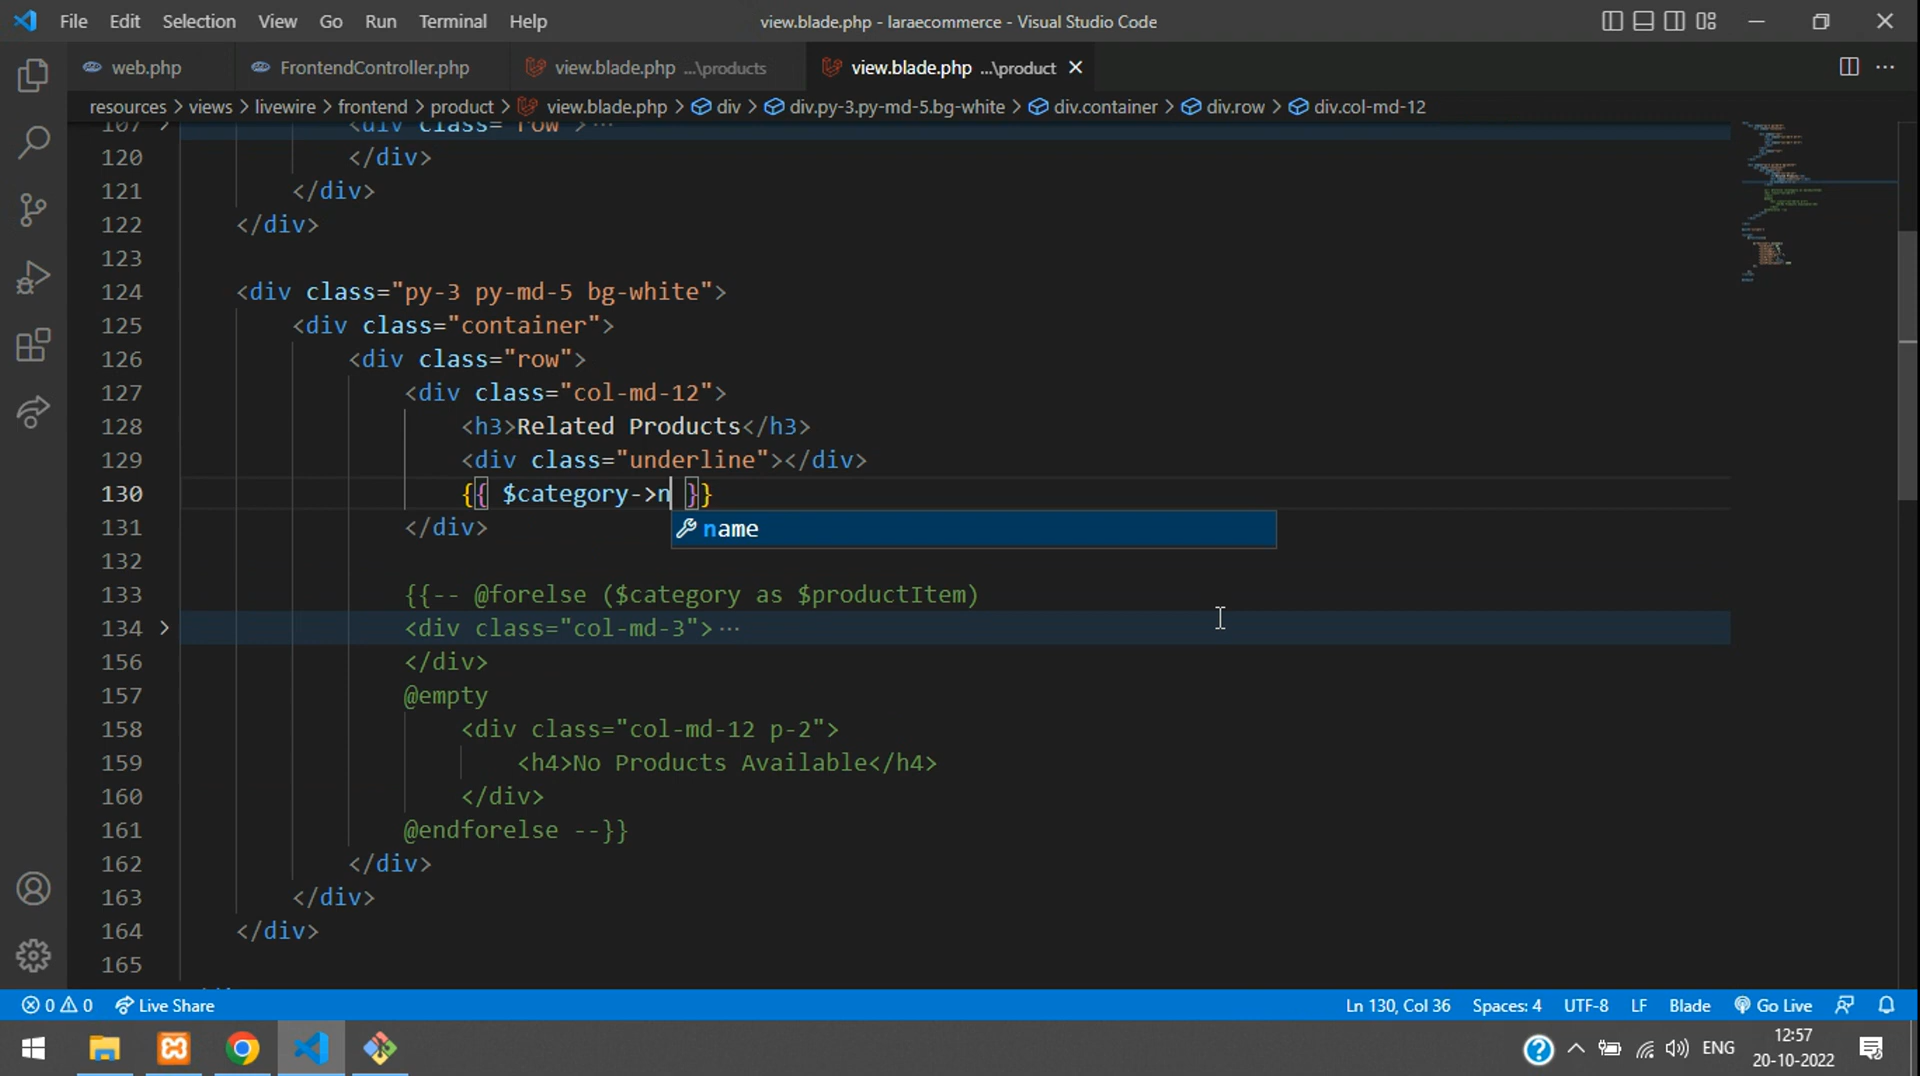 File Edit Selection View Go Run Terminal Help view.blade.php - laraecommerce - Visual Studio Code
web.php FrontendController.php view.blade.php ...\products view.blade.php ...\product
resources > views > livewire > frontend > product > view.blade.php > div > div.py-3.py-md-5.bg-white > div.container > div.row > div.col-md-12
107 <div class="row">···
120 </div>
121 </div>
122 </div>
123
124 <div class="py-3 py-md-5 bg-white">
125 <div class="container">
126 <div class="row">
127 <div class="col-md-12">
128 <h3>Related Products</h3>
129 <div class="underline"></div>
130 {{ $category->n }}
name
131 </div>
132
133 {{-- @forelse ($category as $productItem)
134 <div class="col-md-3">···
156 </div>
157 @empty
158 <div class="col-md-12 p-2">
159 <h4>No Products Available</h4>
160 </div>
161 @endforelse --}}
162 </div>
163 </div>
164 </div>
165
0 0 Live Share Ln 130, Col 36 Spaces: 4 UTF-8 LF Blade Go Live
ENG 12:57
20-10-2022